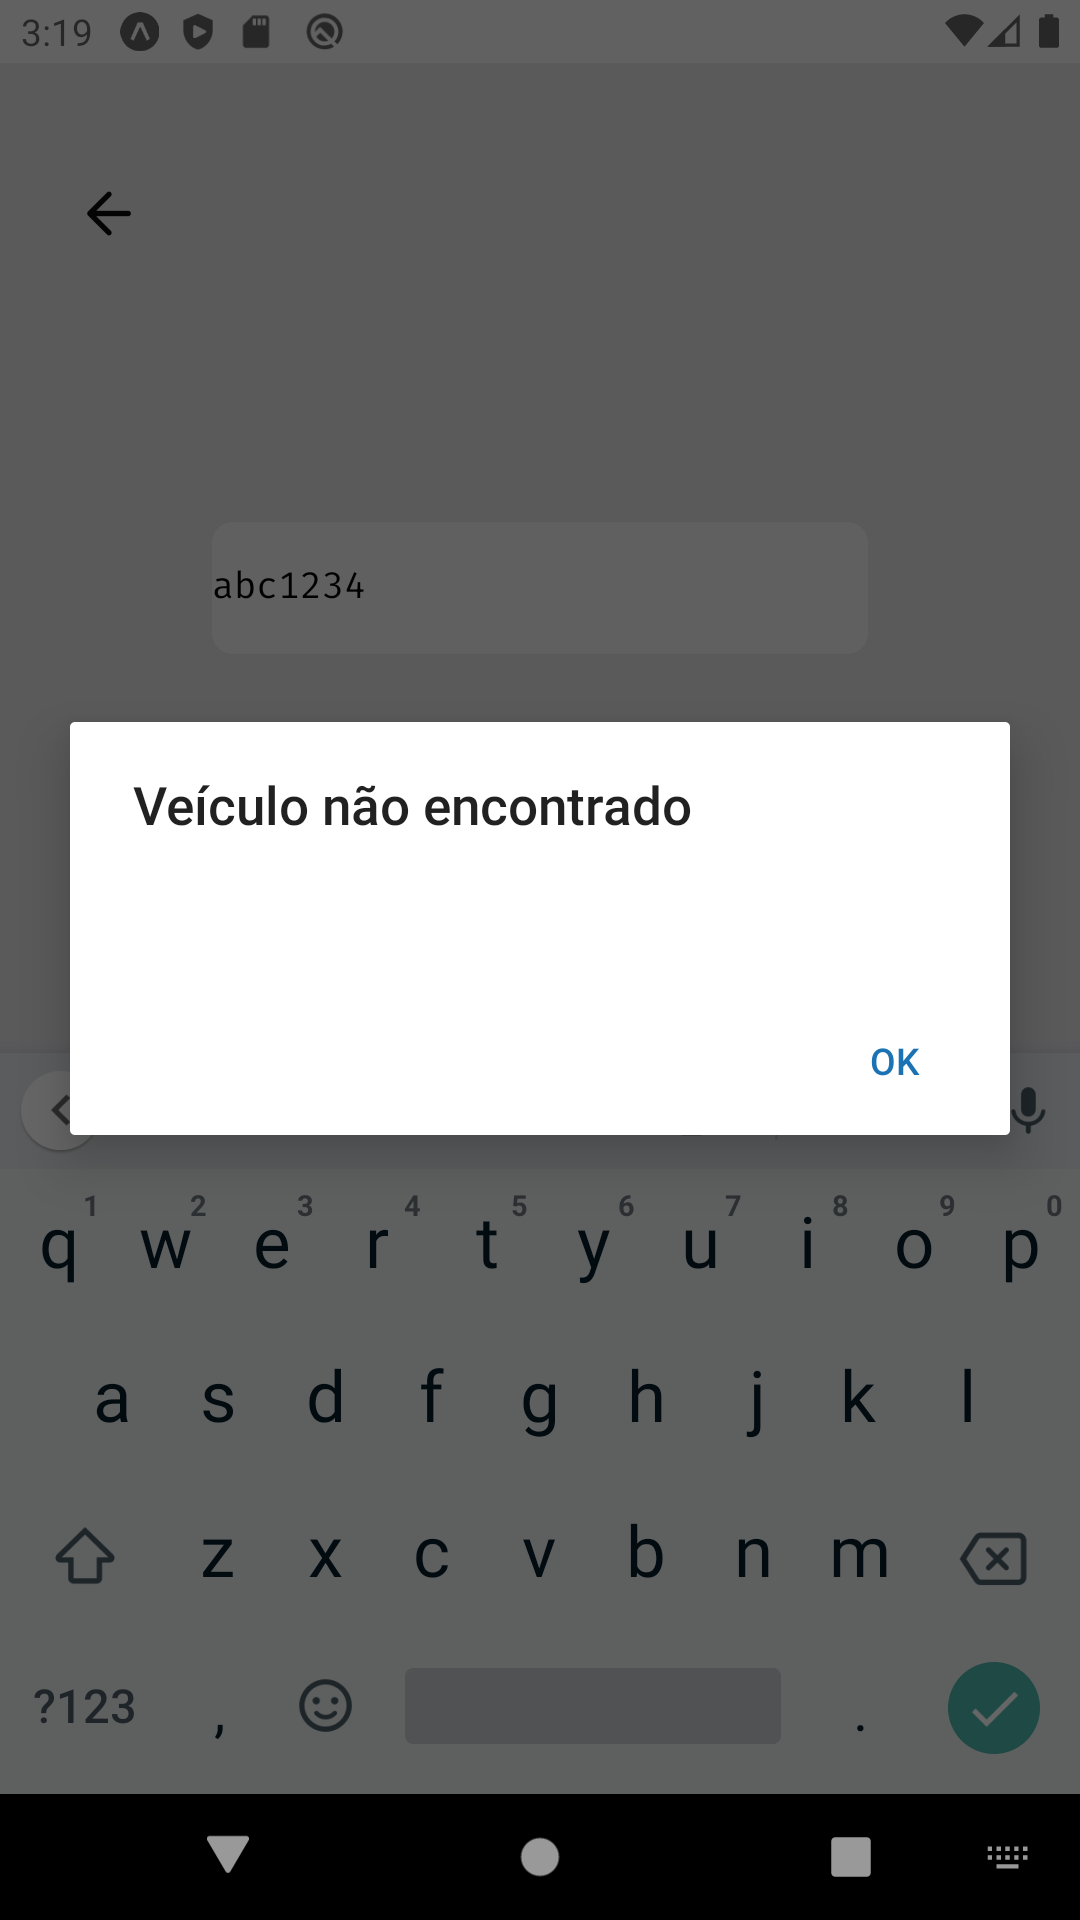 3:19
abc1234
Veículo não encontrado
OK
1 2 3 4 5 6 7 8 9 0
q w e r t y u i o p
a s d f g h j k l
z x c v b n m
?123 , .